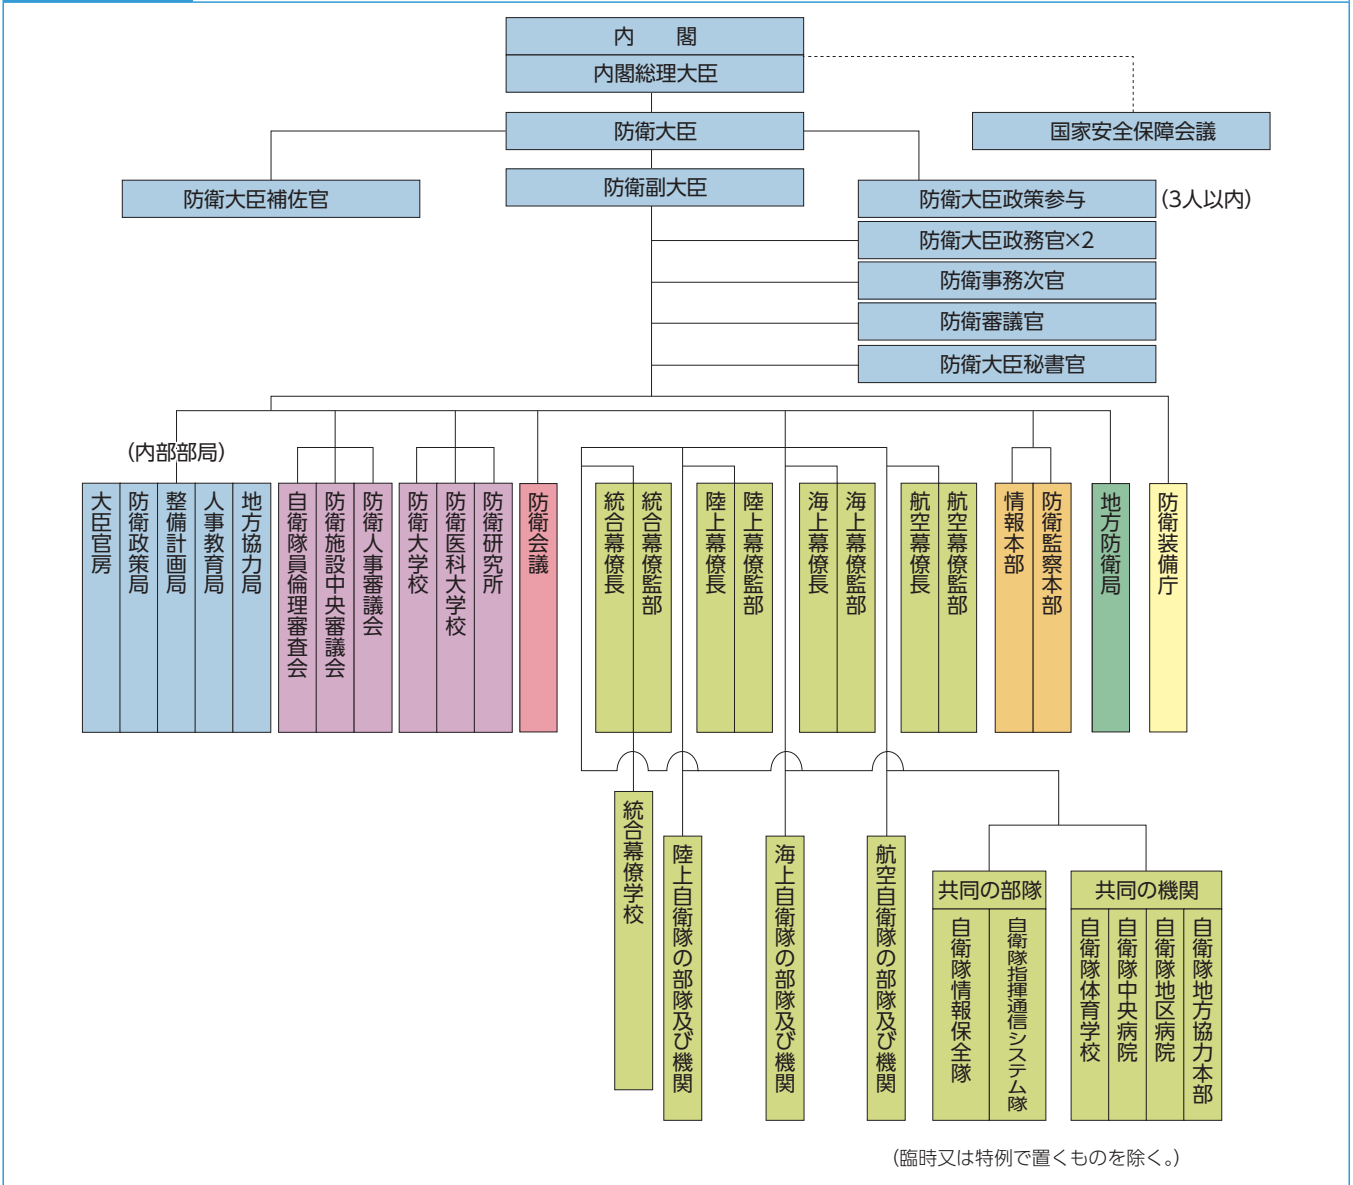 内　閣
内閣総理大臣
防衛大臣
国家安全保障会議
防衛大臣補佐官
防衛副大臣
防衛大臣政策参与
(3人以内)
防衛大臣政務官×2
防衛事務次官
防衛審議官
防衛大臣秘書官
(内部部局)
大臣官房
防衛政策局
整備計画局
人事教育局
地方協力局
自衛隊員倫理審査会
防衛施設中央審議会
防衛人事審議会
防衛大学校
防衛医科大学校
防衛研究所
防衛会議
統合幕僚長
統合幕僚監部
陸上幕僚長
陸上幕僚監部
海上幕僚長
海上幕僚監部
航空幕僚長
航空幕僚監部
情報本部
防衛監察本部
地方防衛局
防衛装備庁
統合幕僚学校
陸上自衛隊の部隊及び機関
海上自衛隊の部隊及び機関
航空自衛隊の部隊及び機関
共同の部隊
自衛隊情報保全隊
自衛隊指揮通信システム隊
共同の機関
自衛隊体育学校
自衛隊中央病院
自衛隊地区病院
自衛隊地方協力本部
(臨時又は特例で置くものを除く。)